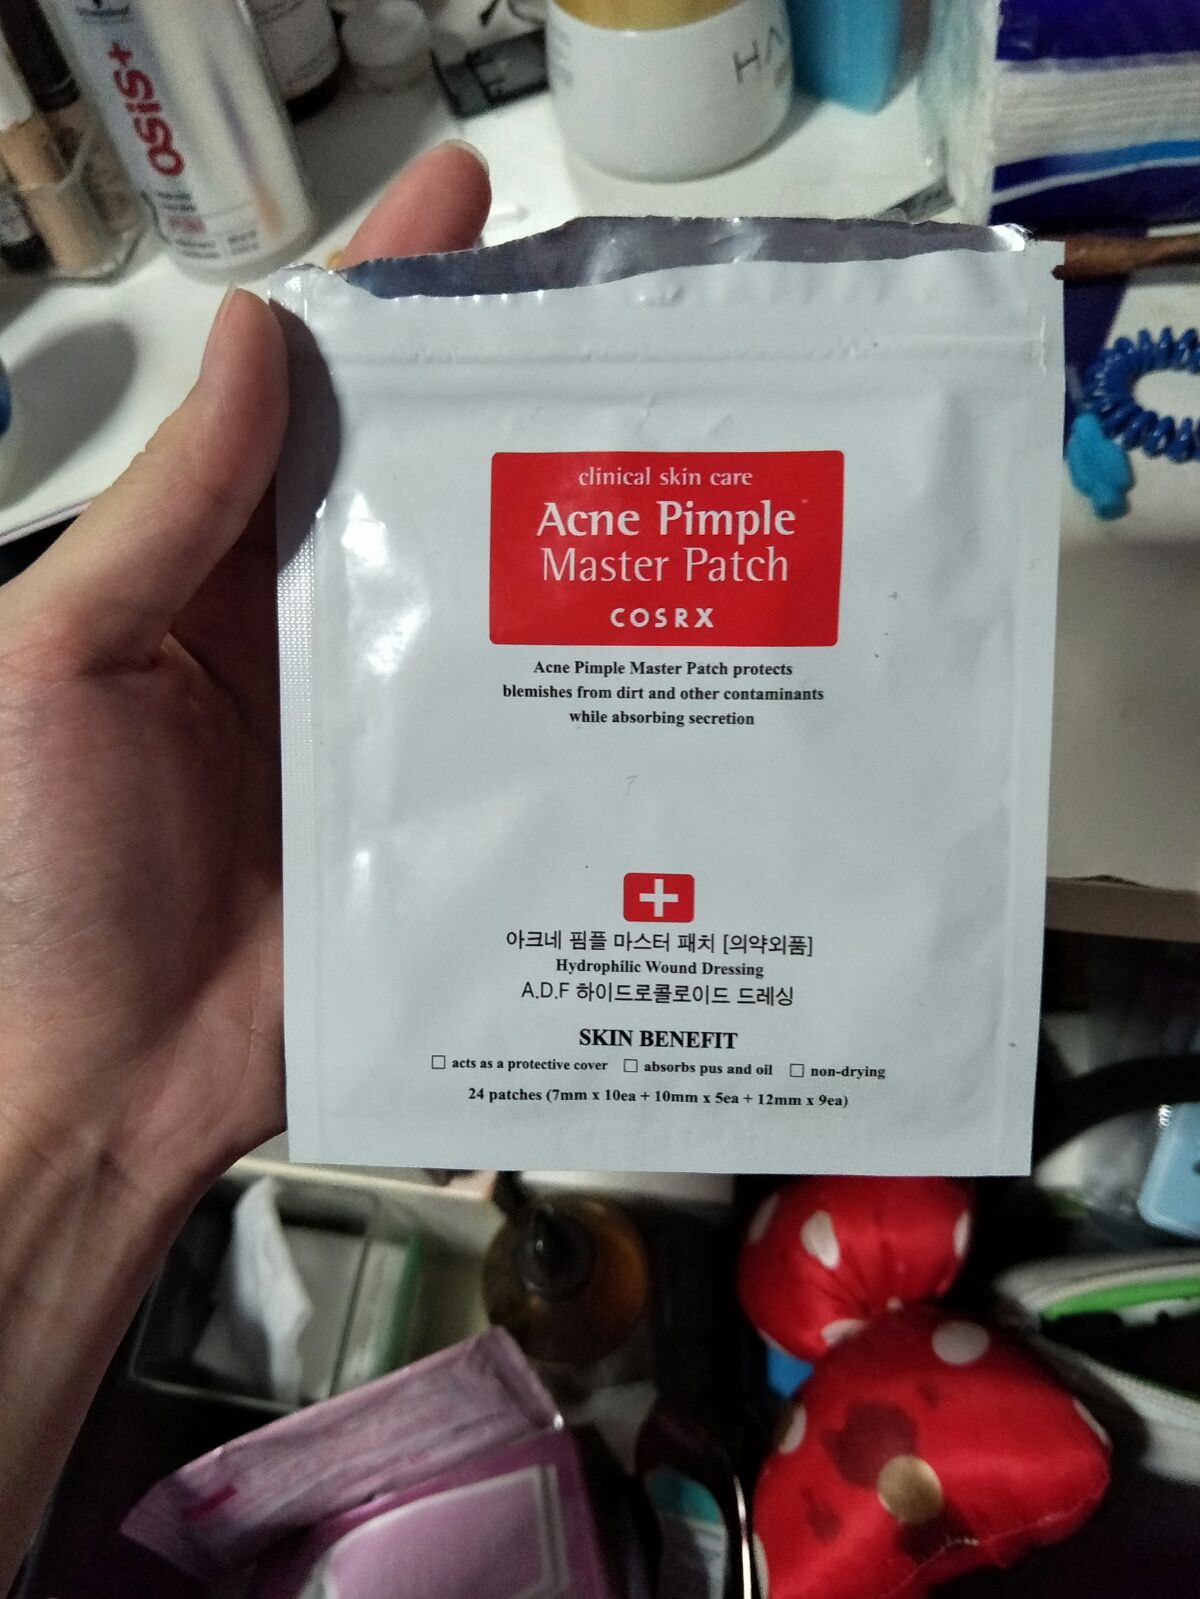 OSiS+
HA
clinical skin care
Acne Pimple
Master Patch
COSRX
Acne Pimple Master Patch protects
blemishes from dirt and other contaminants
while absorbing secretion
아크네 핌플 마스터 패치 [의약외품]
Hydrophilic Wound Dressing
A.D.F 하이드로콜로이드 드레싱
SKIN BENEFIT
☐ acts as a protective cover ☐ absorbs pus and oil ☐ non-drying
24 patches (7mm x 10ea + 10mm x 5ea + 12mm x 9ea)